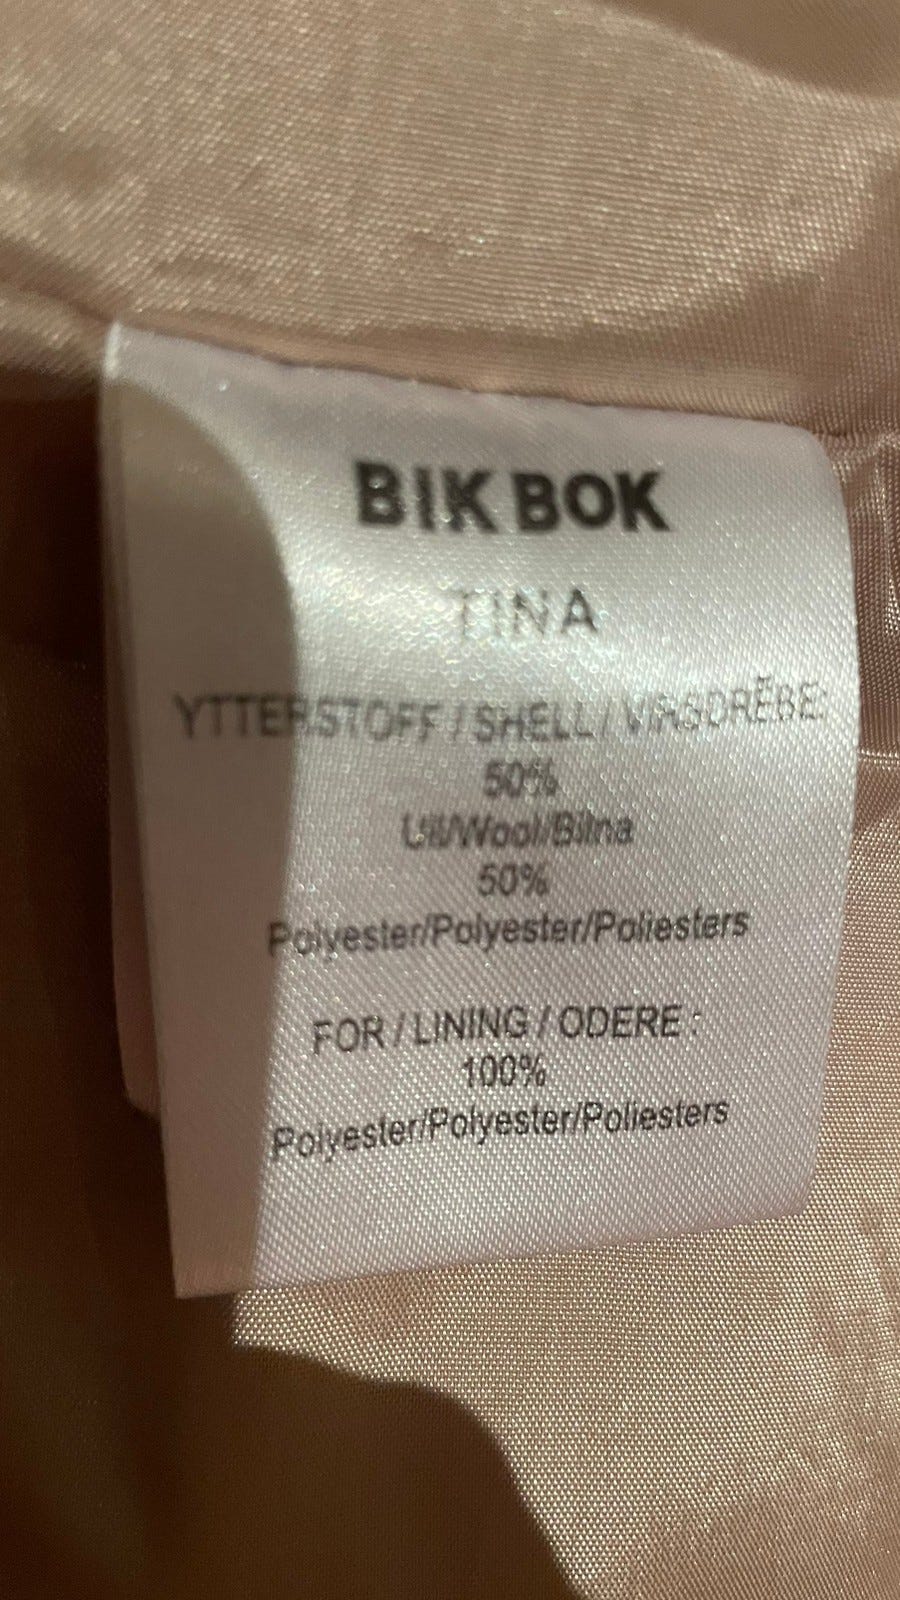 BIK BOK
TINA
YTTERSTOFF / SHELL / VIRSDRĒBE:
50%
Ull/Wool/Bilna
50%
Polyester/Polyester/Poliesters
FOR / LINING / ODERE :
100%
Polyester/Polyester/Poliesters